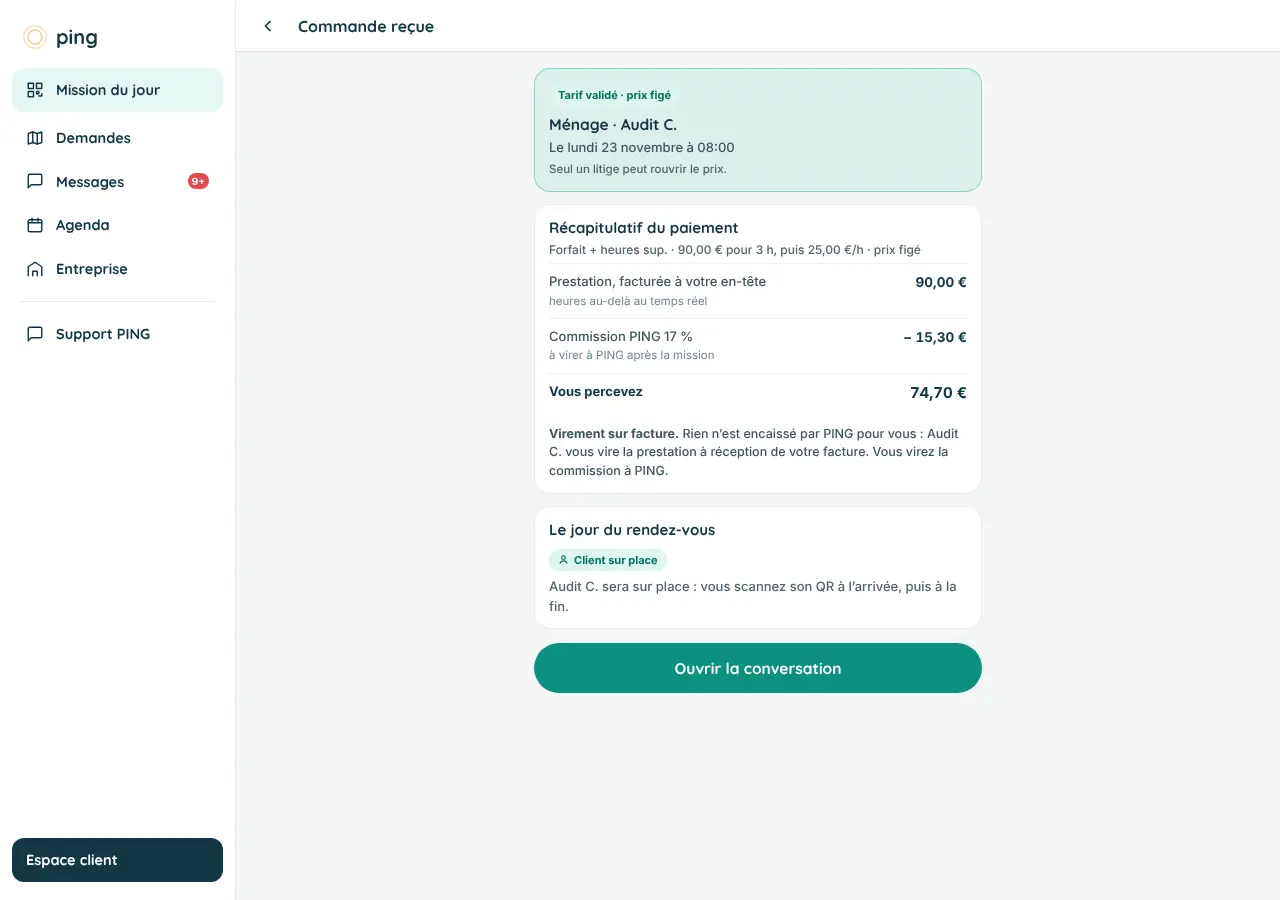 ping
Mission du jour
Demandes
Messages
9+
Agenda
Entreprise
Support PING
Espace client
Commande reçue
Tarif validé · prix figé
Ménage · Audit C.
Le lundi 23 novembre à 08:00
Seul un litige peut rouvrir le prix.
Récapitulatif du paiement
Forfait + heures sup. · 90,00 € pour 3 h, puis 25,00 €/h · prix figé
Prestation, facturée à votre en-tête
90,00 €
heures au-delà au temps réel
Commission PING 17 %
− 15,30 €
à virer à PING après la mission
Vous percevez
74,70 €
Virement sur facture. Rien n’est encaissé par PING pour vous : Audit
C. vous vire la prestation à réception de votre facture. Vous virez la
commission à PING.
Le jour du rendez-vous
Client sur place
Audit C. sera sur place : vous scannez son QR à l’arrivée, puis à la
fin.
Ouvrir la conversation